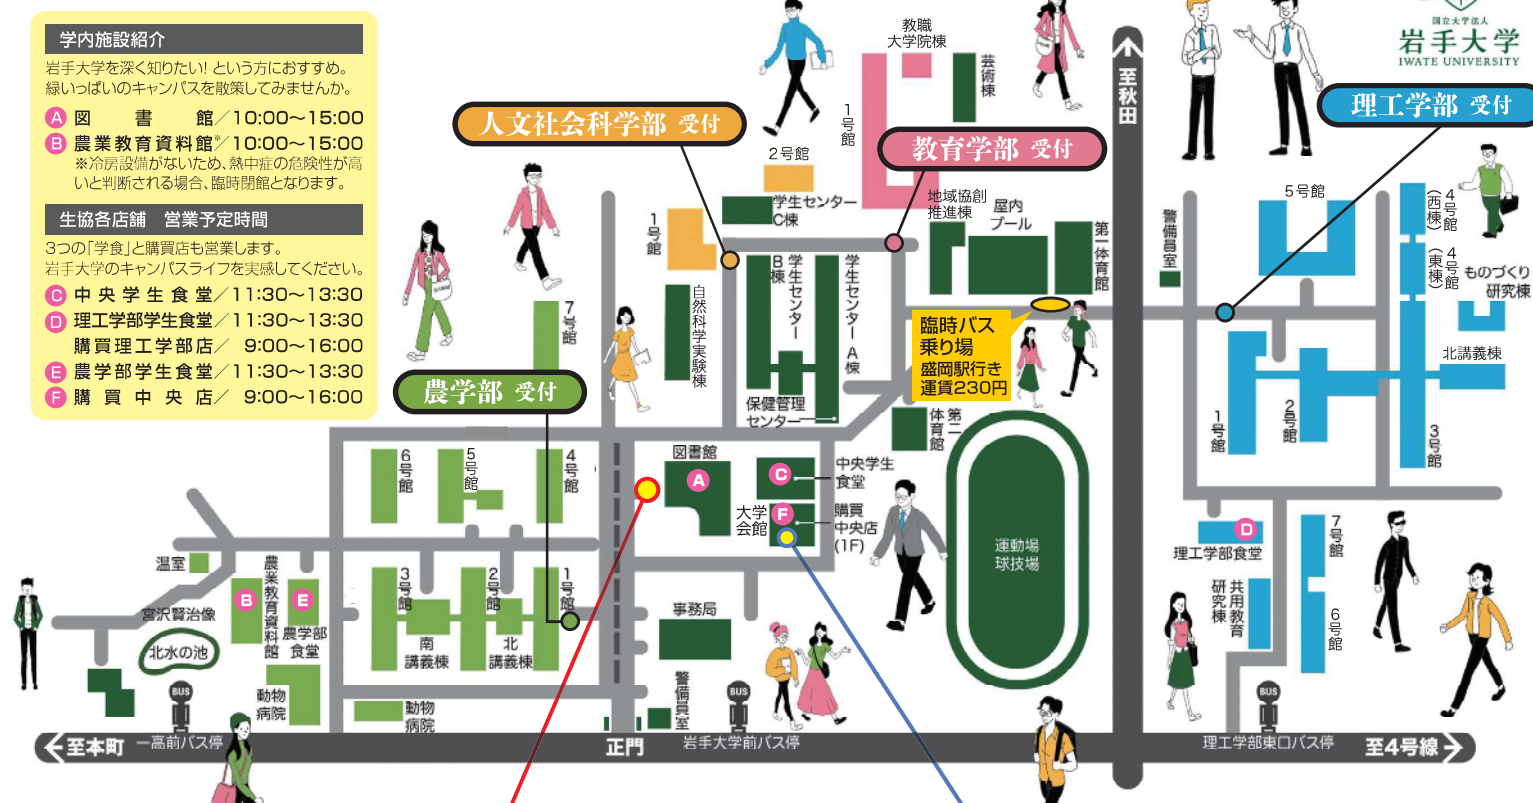 学内施設紹介
岩手大学を深く知りたい! という方におすすめ。
緑いっぱいのキャンパスを散策してみませんか。
A 図書館/10:00〜15:00
B 農業教育資料館※/10:00〜15:00
※冷房設備がないため、熱中症の危険性が高
いと判断される場合、臨時閉館となります。
生協各店舗 営業予定時間
3つの「学食」と購買店も営業します。
岩手大学のキャンパスライフを実感してください。
C 中央学生食堂/11:30〜13:30
D 理工学部学生食堂/11:30〜13:30
購買理工学部店/ 9:00〜16:00
E 農学部学生食堂/11:30〜13:30
F 購買中央店/ 9:00〜16:00
国立大学法人
岩手大学
IWATE UNIVERSITY
人文社会科学部 受付
教育学部 受付
理工学部 受付
農学部 受付
教職
大学院棟
芸術棟
1号館
2号館
1号館
学生センター
C棟
地域協創
推進棟
屋内
プール
第一体育館
学生センター
B棟
学生センターA棟
自然科学実験棟
保健管理
センター
7号館
臨時バス
乗り場
盛岡駅行き
運賃230円
第二
体育館
至秋田
警備員室
5号館
4号館
(西棟)
4号館
(東棟)
ものづくり
研究棟
北講義棟
1号館
2号館
3号館
図書館
A
C
中央学生
食堂
大学
会館
F
購買
中央店
(1F)
運動場
球技場
6号館
5号館
4号館
温室
農業教育資料館
B
E
農学部
食堂
宮沢賢治像
北水の池
3号館
2号館
1号館
南
講義棟
北
講義棟
動物
病院
動物
病院
事務局
警備員室
D
理工学部食堂
共用教育
研究棟
7号館
6号館
BUS
BUS
BUS
至本町
一高前バス停
正門
岩手大学前バス停
理工学部東口バス停
至4号線